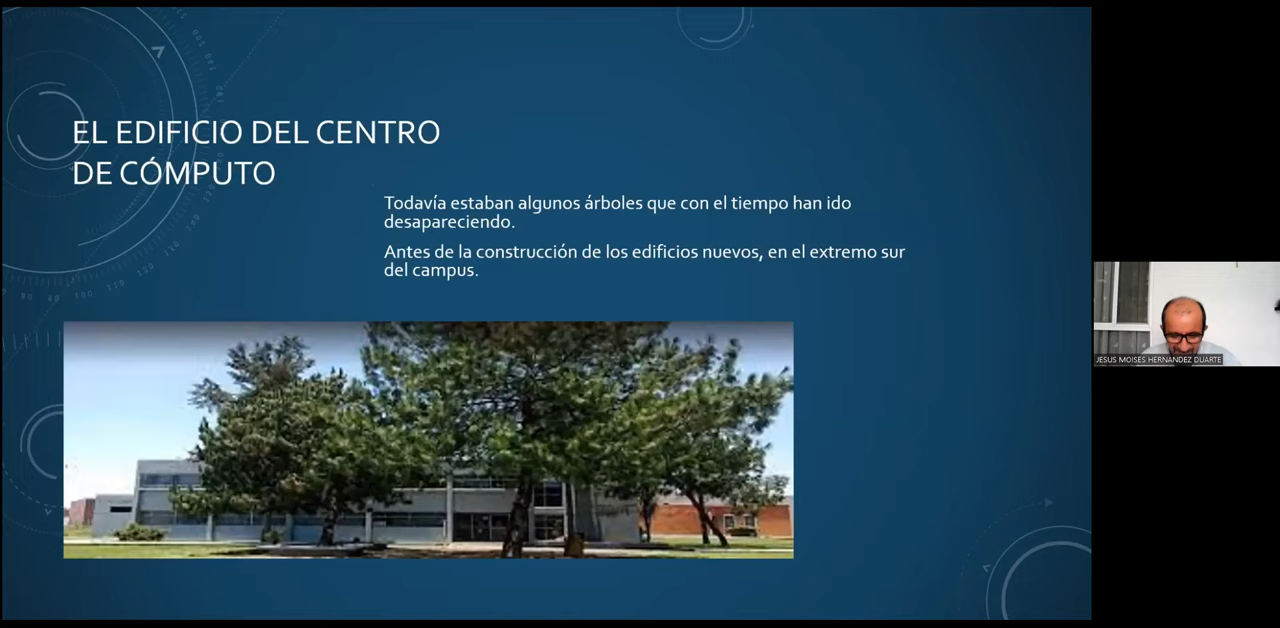 EL EDIFICIO DEL CENTRO
DE CÓMPUTO
Todavía estaban algunos árboles que con el tiempo han ido
desapareciendo.
Antes de la construcción de los edificios nuevos, en el extremo sur
del campus.
JESUS MOISES HERNANDEZ DUARTE